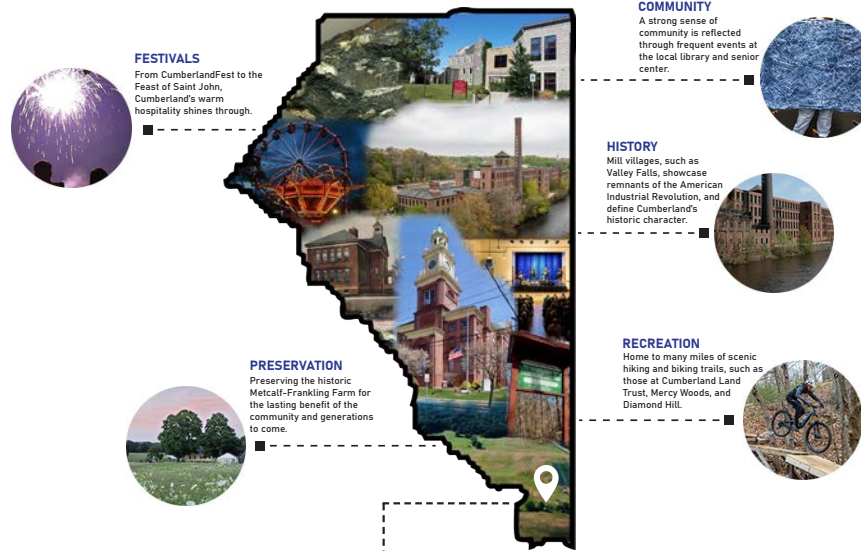 COMMUNITY
A strong sense of
community is reflected
through frequent events at
the local library and senior
center.
FESTIVALS
From CumberlandFest to the
Feast of Saint John,
Cumberland's warm
hospitality shines through.
HISTORY
Mill villages, such as
Valley Falls, showcase
remnants of the American
Industrial Revolution, and
define Cumberland's
historic character.
RECREATION
Home to many miles of scenic
hiking and biking trails, such as
those at Cumberland Land
Trust, Mercy Woods, and
Diamond Hill.
PRESERVATION
Preserving the historic
Metcalf-Frankling Farm for
the lasting benefit of the
community and generations
to come.